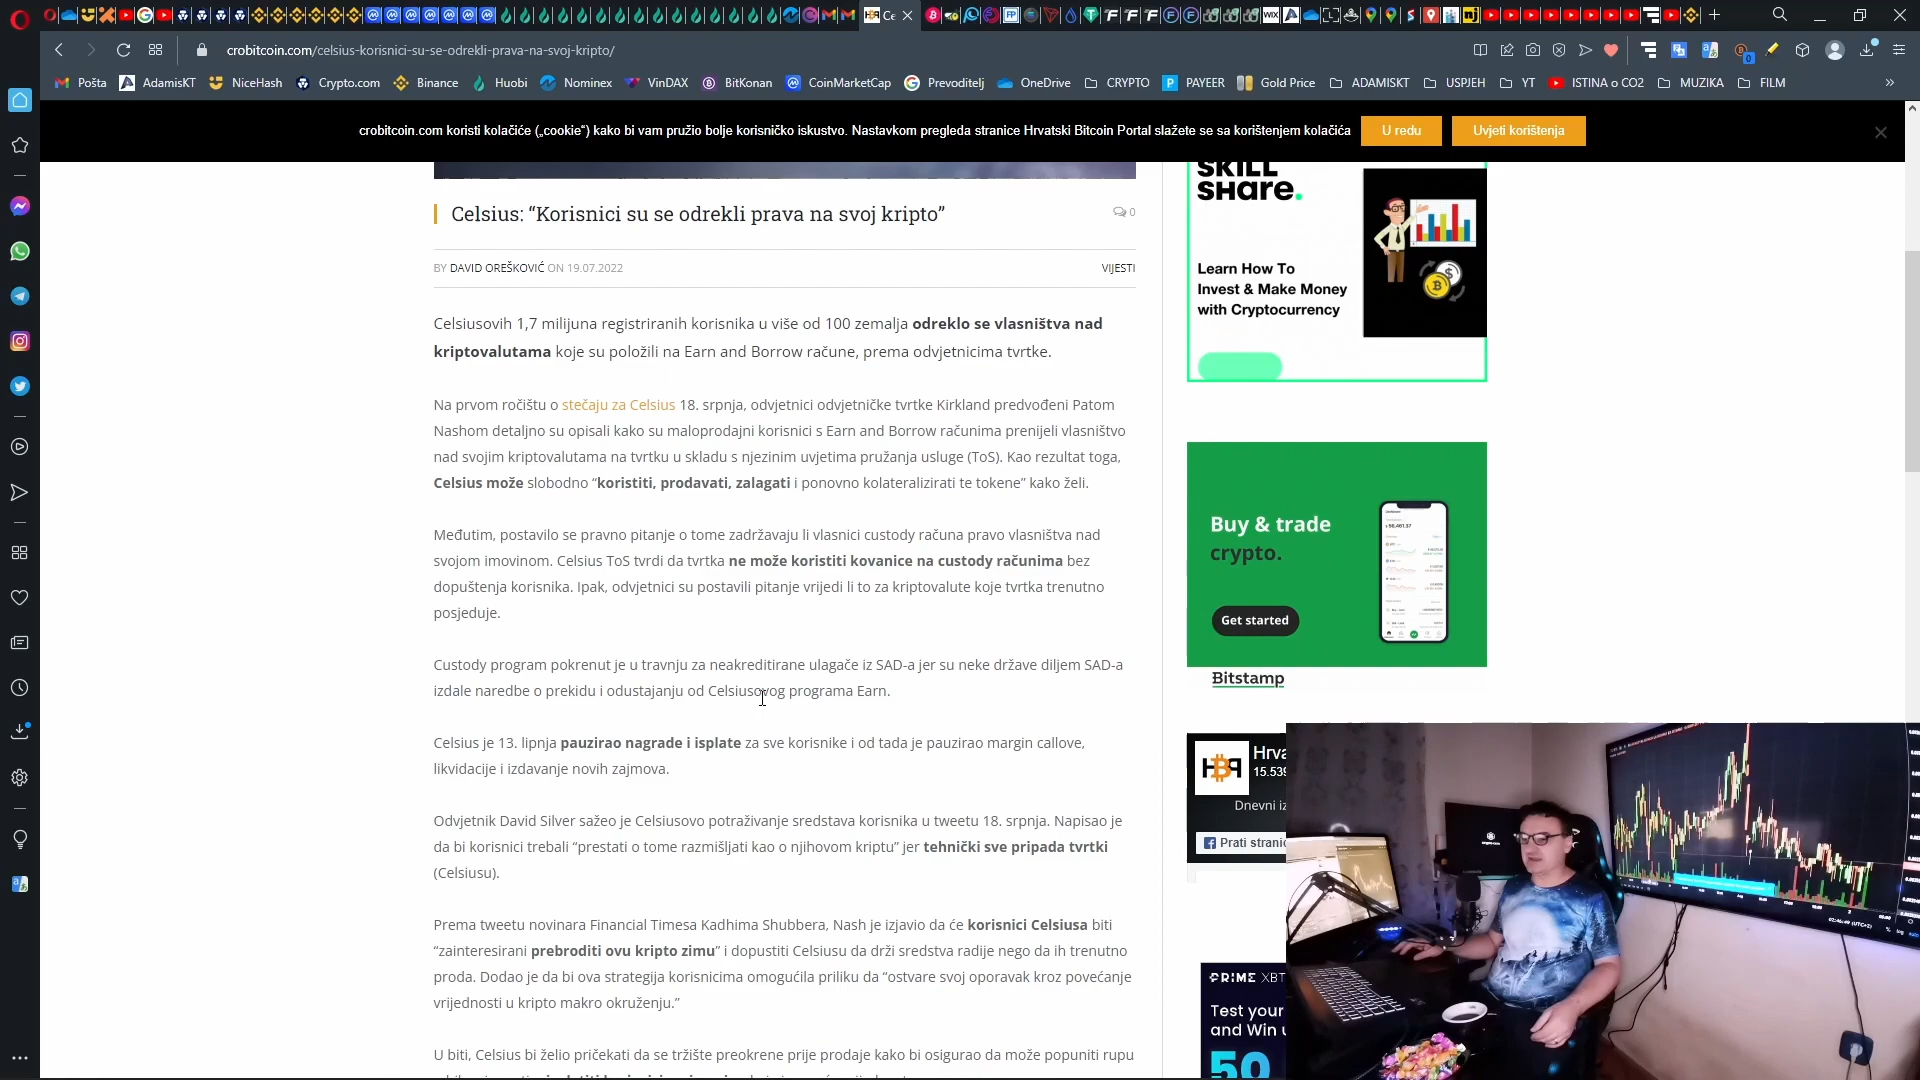 Ce
WIX
crobitcoin.com/celsius-korisnici-su-se-odrekli-prava-na-svoj-kripto/
Pošta
AdamisKT
NiceHash
Crypto.com
Binance
Huobi
Nominex
VinDAX
BitKonan
CoinMarketCap
Prevoditelj
OneDrive
CRYPTO
PAYEER
Gold Price
ADAMISKT
USPJEH
YT
ISTINA o CO2
MUZIKA
FILM
crobitcoin.com koristi kolačiće („cookie“) kako bi vam pružio bolje korisničko iskustvo. Nastavkom pregleda stranice Hrvatski Bitcoin Portal slažete se sa korištenjem kolačića
U redu
Uvjeti korištenja
Celsius: “Korisnici su se odrekli prava na svoj kripto”
0
BY DAVID OREŠKOVIĆ ON 19.07.2022
VIJESTI
Celsiusovih 1,7 milijuna registriranih korisnika u više od 100 zemalja odreklo se vlasništva nad
kriptovalutama koje su položili na Earn and Borrow račune, prema odvjetnicima tvrtke.
Na prvom ročištu o stečaju za Celsius 18. srpnja, odvjetnici odvjetničke tvrtke Kirkland predvođeni Patom
Nashom detaljno su opisali kako su maloprodajni korisnici s Earn and Borrow računima prenijeli vlasništvo
nad svojim kriptovalutama na tvrtku u skladu s njezinim uvjetima pružanja usluge (ToS). Kao rezultat toga,
Celsius može slobodno “koristiti, prodavati, zalagati i ponovno kolateralizirati te tokene” kako želi.
Međutim, postavilo se pravno pitanje o tome zadržavaju li vlasnici custody računa pravo vlasništva nad
svojom imovinom. Celsius ToS tvrdi da tvrtka ne može koristiti kovanice na custody računima bez
dopuštenja korisnika. Ipak, odvjetnici su postavili pitanje vrijedi li to za kriptovalute koje tvrtka trenutno
posjeduje.
Custody program pokrenut je u travnju za neakreditirane ulagače iz SAD-a jer su neke države diljem SAD-a
izdale naredbe o prekidu i odustajanju od Celsiusovog programa Earn.
Celsius je 13. lipnja pauzirao nagrade i isplate za sve korisnike i od tada je pauzirao margin callove,
likvidacije i izdavanje novih zajmova.
Odvjetnik David Silver sažeo je Celsiusovo potraživanje sredstava korisnika u tweetu 18. srpnja. Napisao je
da bi korisnici trebali “prestati o tome razmišljati kao o njihovom kriptu” jer tehnički sve pripada tvrtki
(Celsiusu).
Prema tweetu novinara Financial Timesa Kadhima Shubbera, Nash je izjavio da će korisnici Celsiusa biti
“zainteresirani prebroditi ovu kripto zimu” i dopustiti Celsiusu da drži sredstva radije nego da ih trenutno
proda. Dodao je da bi ova strategija korisnicima omogućila priliku da “ostvare svoj oporavak kroz povećanje
vrijednosti u kripto makro okruženju.”
U biti, Celsius bi želio pričekati da se tržište preokrene prije prodaje kako bi osigurao da može popuniti rupu
SKILL
SHare.
Learn How To
Invest & Make Money
with Cryptocurrency
Buy & trade
crypto.
Get started
Bitstamp
HBP
Hrva
15.539
Dnevni iz
Prati stranic
PRIME XBT
Test your
and Win u
50